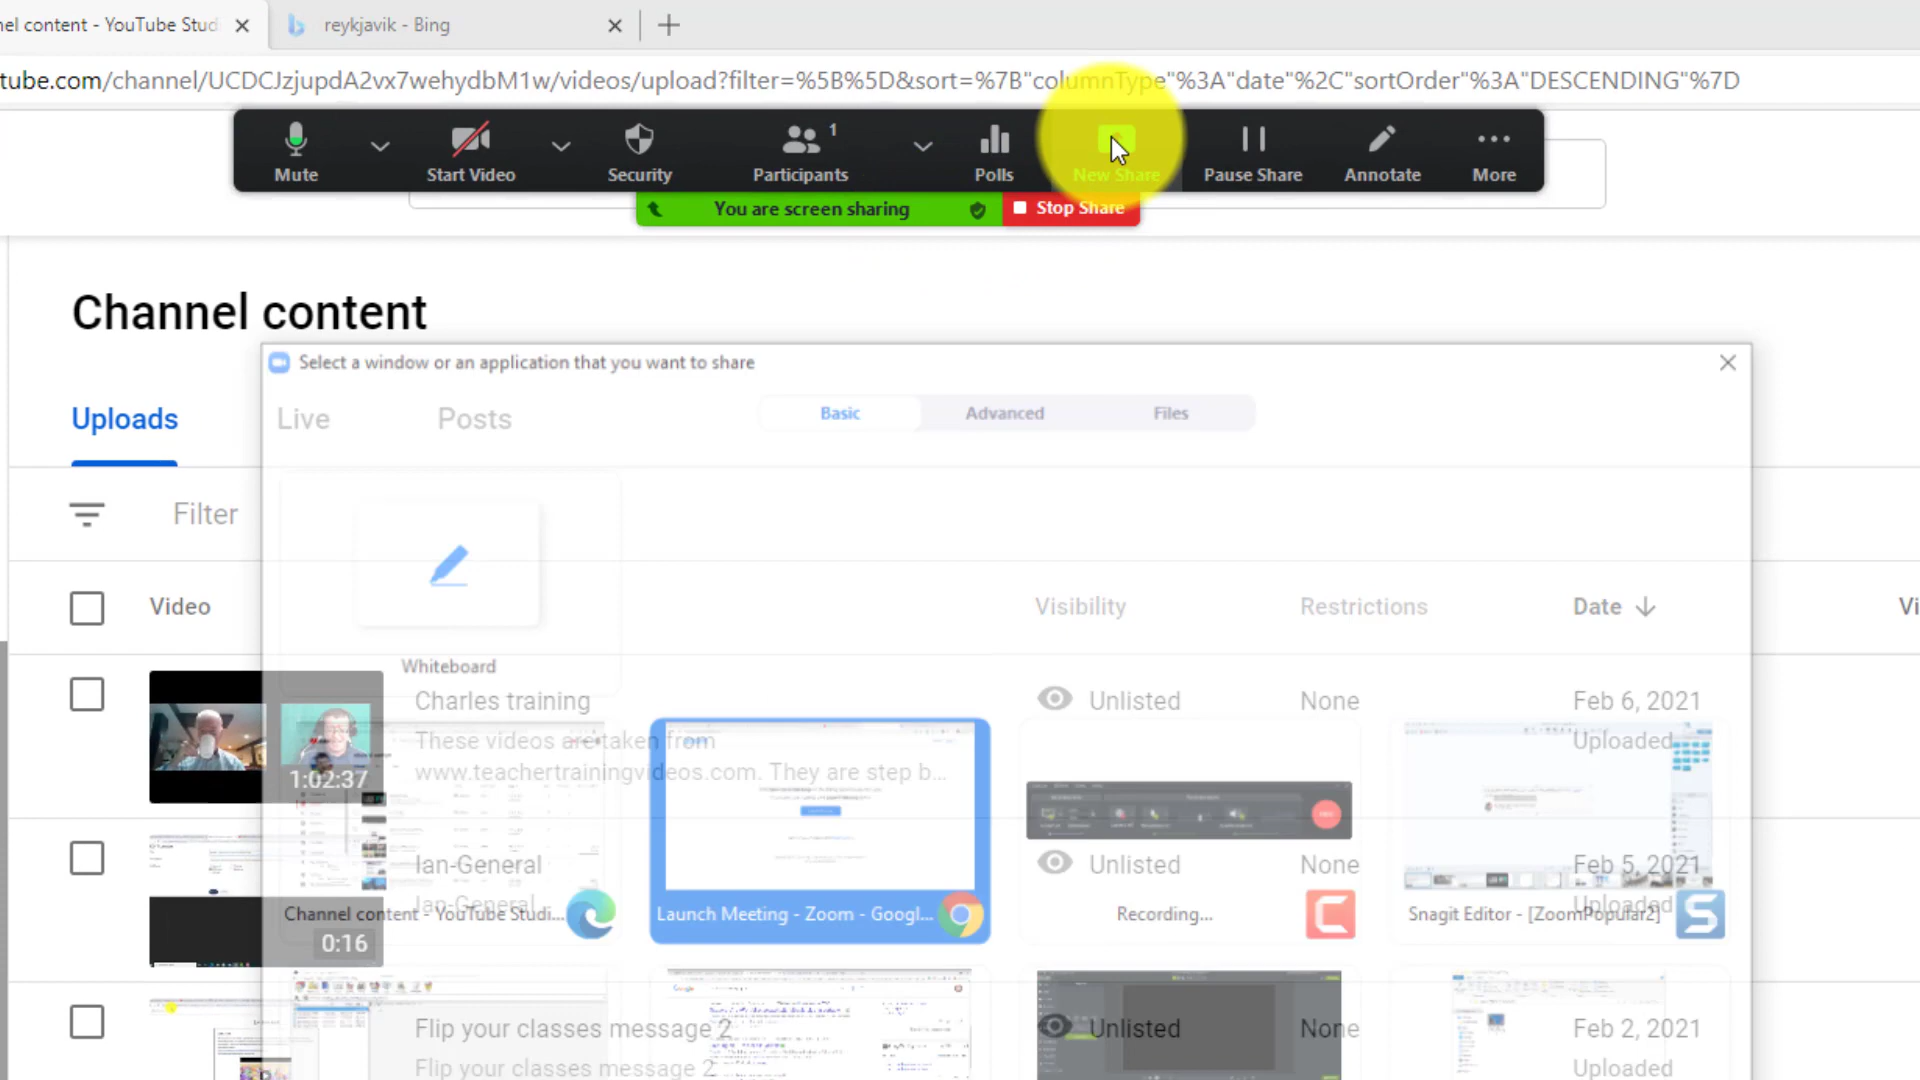 nel content - YouTube Stud
reykjavik - Bing
tube.com/channel/UCDCJzjupdA2vx7wehydbM1w/videos/upload?filter=%5B%5D&sort=%7B"columnType"%3A"date"%2C"sortOrder"%3A"DESCENDING"%7D
Mute
Start Video
Security
Participants
1
Polls
New Share
Pause Share
Annotate
More
You are screen sharing
Stop Share
Channel content
Select a window or an application that you want to share
Uploads
Live
Posts
Basic
Advanced
Files
Filter
Whiteboard
Video
Visibility
Restrictions
Date
Vi
1:02:37
Charles training
These videos are taken from
www.teachertrainingvideos.com. They are step b...
Unlisted
None
Feb 6, 2021
Uploaded
0:16
Ian-General
Ian-General
Unlisted
None
Feb 5, 2021
Uploaded
Channel content - YouTube Studi...
Launch Meeting - Zoom - Googl...
Recording...
Snagit Editor - [ZoomPopular2]
Flip your classes message 2
Flip your classes message 2
Unlisted
None
Feb 2, 2021
Uploaded